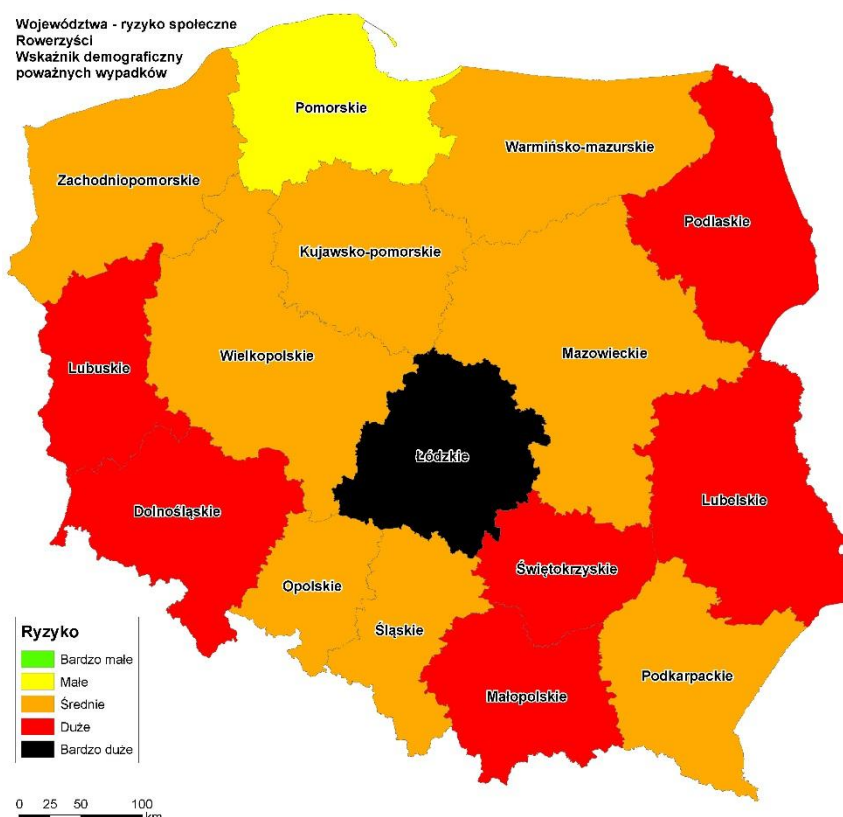 Województwa - ryzyko społeczne
Rowerzyści
Wskaźnik demograficzny
poważnych wypadków
Pomorskie
Warmińsko-mazurskie
Zachodniopomorskie
Podlaskie
Kujawsko-pomorskie
Wielkopolskie
Mazowieckie
Lubuskie
Łódzkie
Lubelskie
Dolnośląskie
Świętokrzyskie
Opolskie
Śląskie
Podkarpackie
Małopolskie
Ryzyko
Bardzo małe
Małe
Średnie
Duże
Bardzo duże
0 25 50 100
km